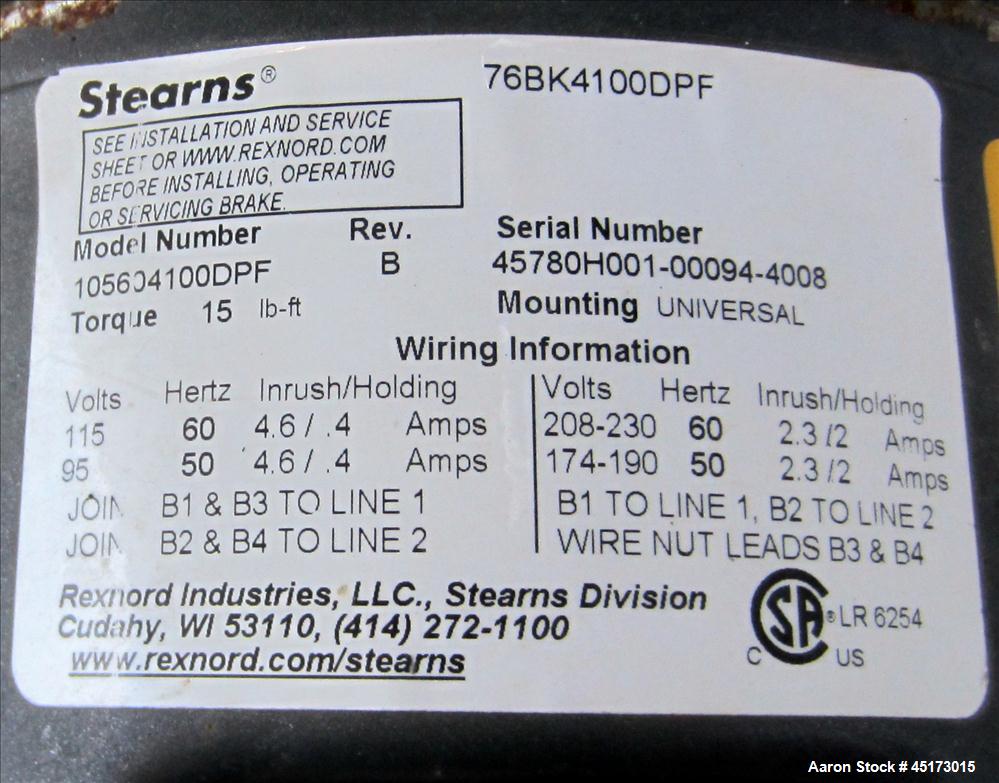 Stearns®
76BK4100DPF
SEE INSTALLATION AND SERVICE
SHEET OR WWW.REXNORD.COM
BEFORE INSTALLING, OPERATING
OR SERVICING BRAKE.
Model Number Rev. Serial Number
105604100DPF B 45780H001-00094-4008
Torque 15 lb-ft Mounting UNIVERSAL
Wiring Information
Volts Hertz Inrush/Holding
115 60 4.6 / .4 Amps
95 50 4.6 / .4 Amps
JOIN B1 & B3 TO LINE 1
JOIN B2 & B4 TO LINE 2
Volts Hertz Inrush/Holding
208-230 60 2.3 /2 Amps
174-190 50 2.3 /.2 Amps
B1 TO LINE 1, B2 TO LINE 2
WIRE NUT LEADS B3 & B4
Rexnord Industries, LLC., Stearns Division
Cudahy, WI 53110, (414) 272-1100
www.rexnord.com/stearns
SA® LR 6254
C US
Aaron Stock # 45173015